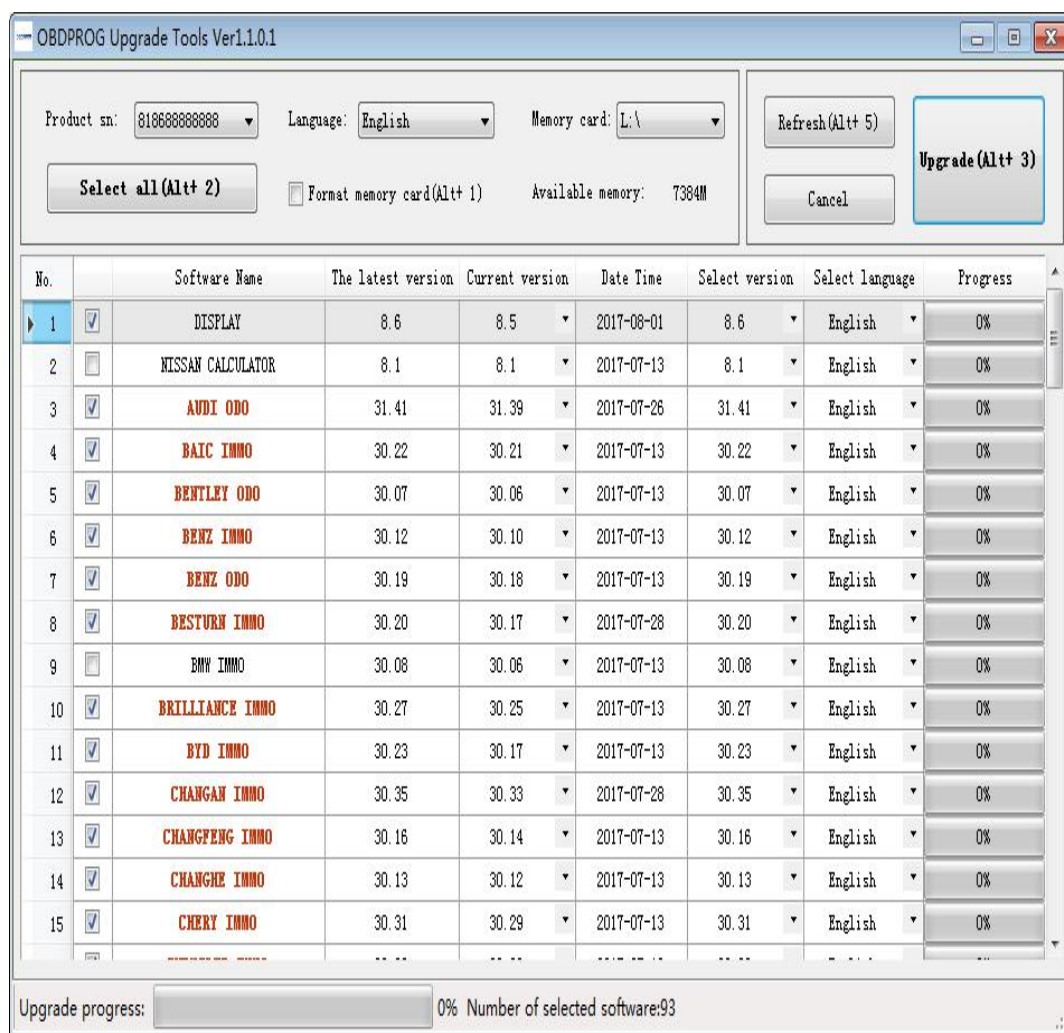 OBDPROG Upgrade Tools Ver1.1.0.1
Product sn: 818688888888 Language: English Memory card: L:\ Refresh(Alt+ 5) Upgrade(Alt+ 3)
Select all(Alt+ 2) Format memory card(Alt+ 1) Available memory: 7384M Cancel
No. Software Name The latest version Current version Date Time Select version Select language Progress
1 DISPLAY 8.6 8.5 2017-08-01 8.6 English 0%
2 NISSAN CALCULATOR 8.1 8.1 2017-07-13 8.1 English 0%
3 AUDI ODO 31.41 31.39 2017-07-26 31.41 English 0%
4 BAIC IMMO 30.22 30.21 2017-07-13 30.22 English 0%
5 BENTLEY ODO 30.07 30.06 2017-07-13 30.07 English 0%
6 BENZ IMMO 30.12 30.10 2017-07-13 30.12 English 0%
7 BENZ ODO 30.19 30.18 2017-07-13 30.19 English 0%
8 BESTURN IMMO 30.20 30.17 2017-07-28 30.20 English 0%
9 BMW IMMO 30.08 30.06 2017-07-13 30.08 English 0%
10 BRILLIANCE IMMO 30.27 30.25 2017-07-13 30.27 English 0%
11 BYD IMMO 30.23 30.17 2017-07-13 30.23 English 0%
12 CHANGAN IMMO 30.35 30.33 2017-07-28 30.35 English 0%
13 CHANGFENG IMMO 30.16 30.14 2017-07-13 30.16 English 0%
14 CHANGHE IMMO 30.13 30.12 2017-07-13 30.13 English 0%
15 CHERY IMMO 30.31 30.29 2017-07-13 30.31 English 0%
Upgrade progress: 0% Number of selected software:93